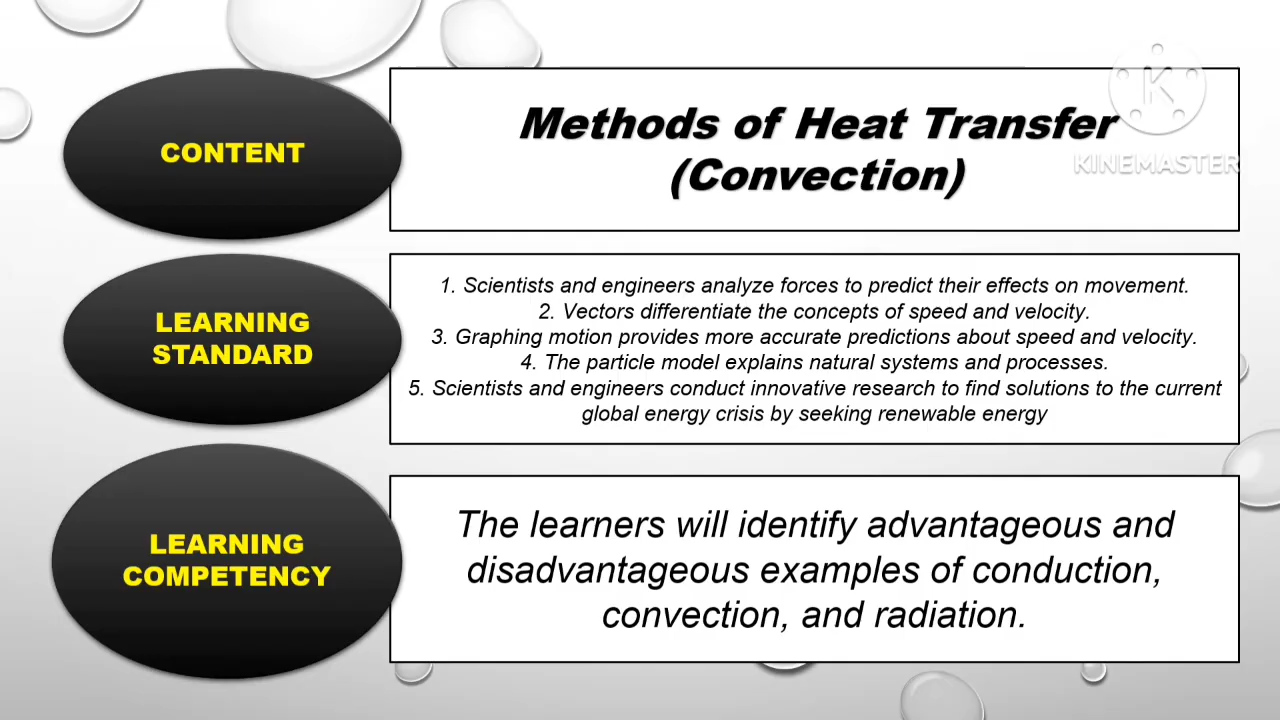 CONTENT
Methods of Heat Transfer
(Convection)
K
KINEMASTER
LEARNING
STANDARD
1. Scientists and engineers analyze forces to predict their effects on movement.
2. Vectors differentiate the concepts of speed and velocity.
3. Graphing motion provides more accurate predictions about speed and velocity.
4. The particle model explains natural systems and processes.
5. Scientists and engineers conduct innovative research to find solutions to the current
global energy crisis by seeking renewable energy
LEARNING
COMPETENCY
The learners will identify advantageous and
disadvantageous examples of conduction,
convection, and radiation.